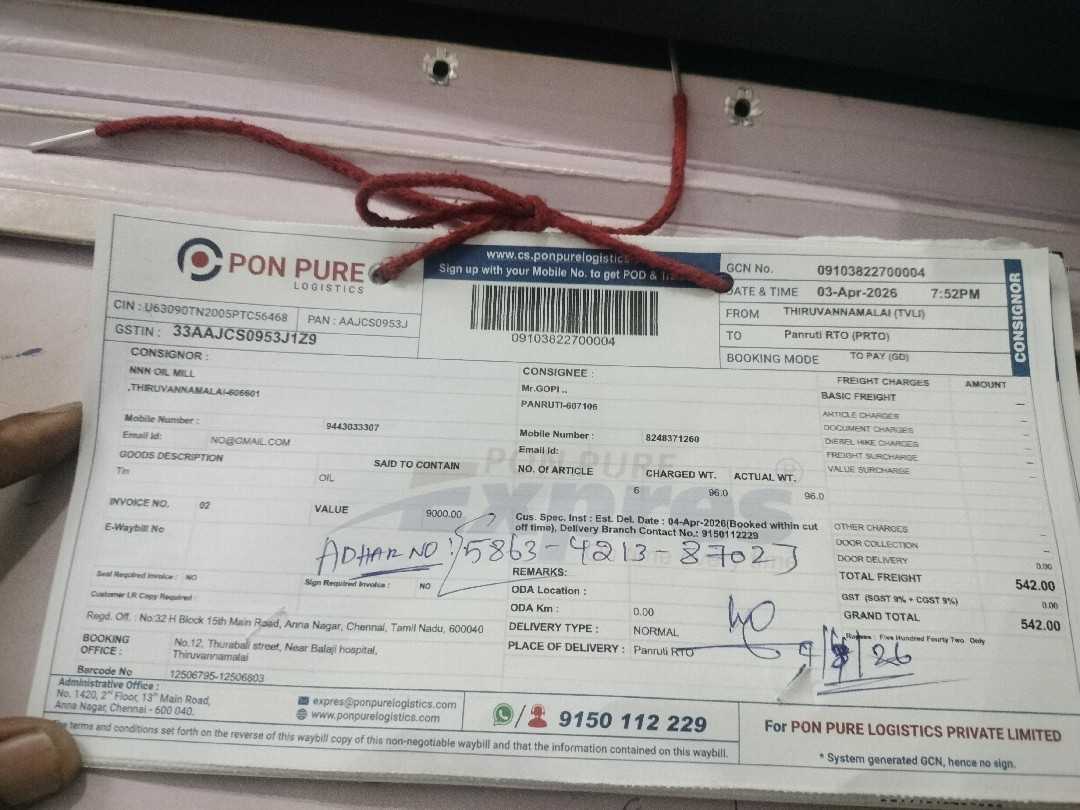 PON PURE
LOGISTICS
www.cs.ponpurelogistics
Sign up with your Mobile No. to get POD &
09103822700004
GCN No. 09103822700004
DATE & TIME 03-Apr-2026 7:52PM
FROM THIRUVANNAMALAI (TVLI)
TO Panruti RTO (PRTO)
BOOKING MODE TO PAY (GD)
CONSIGNOR
CIN : U63090TN2005PTC56468 PAN : AAJCS0953J
GSTIN : 33AAJCS0953J1Z9
CONSIGNOR :
NNN OIL MILL
,THIRUVANNAMALAI-606601
Mobile Number : 9443033307
Email Id: NO@GMAIL.COM
CONSIGNEE :
Mr.GOPI ..
PANRUTI-607106
Mobile Number : 8248371260
Email Id:
GOODS DESCRIPTION SAID TO CONTAIN
Tin OIL
NO. Of ARTICLE CHARGED WT. ACTUAL WT.
6 96.0 96.0
PON PURE
Expres
INVOICE NO. 02 VALUE 9000.00
E-Waybill No
Cus. Spec. Inst : Est. Del. Date : 04-Apr-2026(Booked within cut
off time), Delivery Branch Contact No.: 9150112229
ADHAR NO : 5863-4213-8702
Seal Required Invoice : NO Sign Required Invoice : NO
Customer LR Copy Required :
REMARKS:
ODA Location :
ODA Km : 0.00
DELIVERY TYPE : NORMAL
PLACE OF DELIVERY : Panruti RTO
FREIGHT CHARGES AMOUNT
BASIC FREIGHT –
ARTICLE CHARGES –
DOCUMENT CHARGES –
DIESEL HIKE CHARGES –
FREIGHT SURCHARGE –
VALUE SURCHARGE –
OTHER CHARGES –
DOOR COLLECTION –
DOOR DELIVERY 0.00
TOTAL FREIGHT 542.00
GST (SGST 9% + CGST 9%) 0.00
GRAND TOTAL 542.00
Rupees : Five Hundred Fourty Two Only
Regd. Off. : No:32 H Block 15th Main Road, Anna Nagar, Chennai, Tamil Nadu, 600040
BOOKING
OFFICE : No.12, Thurabali street, Near Balaji hospital,
Thiruvannamalai
Barcode No 12506795-12506803
Administrative Office :
No. 1420, 2nd Floor, 13th Main Road,
Anna Nagar, Chennai - 600 040.
expres@ponpurelogistics.com
www.ponpurelogistics.com
9150 112 229
For PON PURE LOGISTICS PRIVATE LIMITED
* System generated GCN, hence no sign.
terms and conditions set forth on the reverse of this waybill copy of this non-negotiable waybill and that the information contained on this waybill.